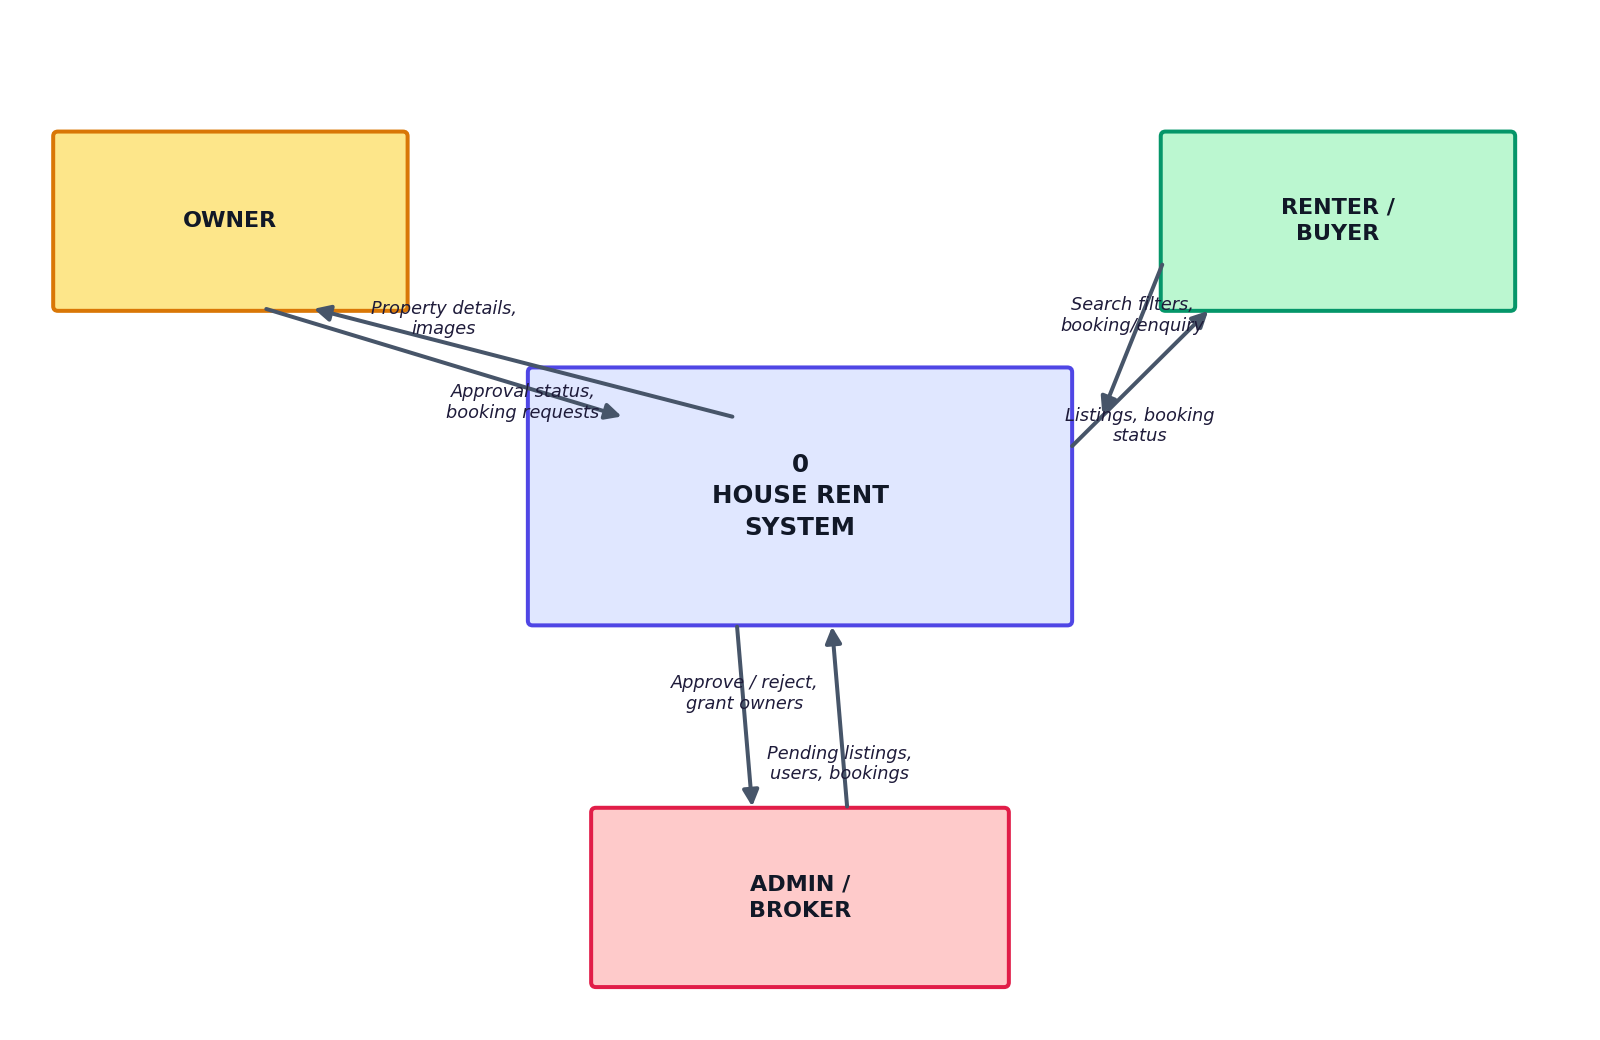 OWNER
RENTER /
BUYER
Property details,
images
Search filters,
booking/enquiry
Approval status,
booking requests
Listings, booking
status
0
HOUSE RENT
SYSTEM
Approve / reject,
grant owners
Pending listings,
users, bookings
ADMIN /
BROKER